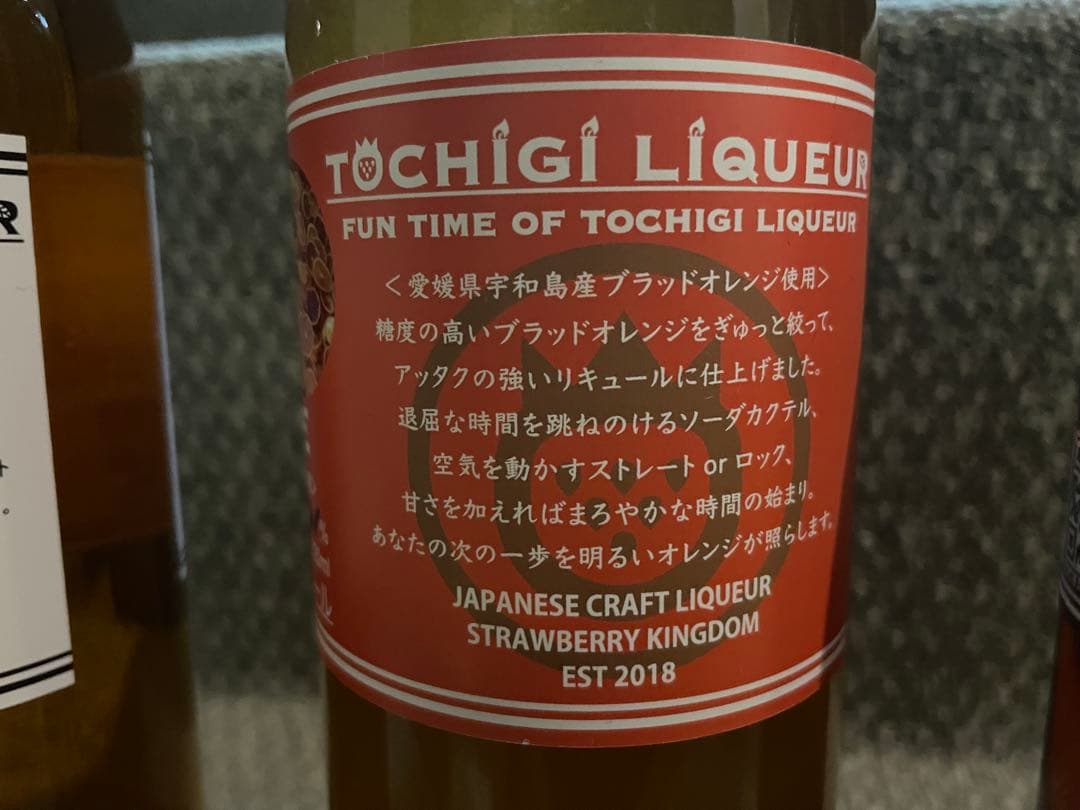 TOCHiGi LiQUEUR
FUN TIME OF TOCHIGI LIQUEUR
＜愛媛県宇和島産ブラッドオレンジ使用＞
糖度の高いブラッドオレンジをぎゅっと絞って、
アッタクの強いリキュールに仕上げました。
退屈な時間を跳ねのけるソーダカクテル、
空気を動かすストレート or ロック、
甘さを加えればまろやかな時間の始まり。
あなたの次の一歩を明るいオレンジが照らします。
JAPANESE CRAFT LIQUEUR
STRAWBERRY KINGDOM
EST 2018